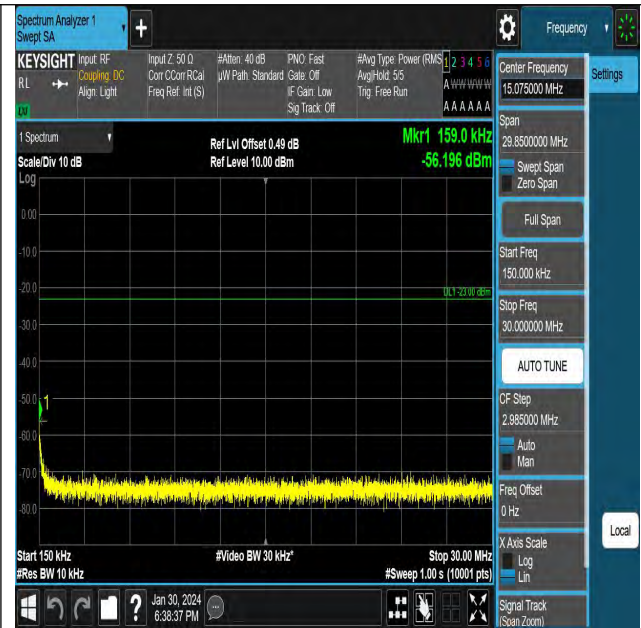 Spectrum Analyzer 1
Swept SA
Frequency
KEYSIGHT
RL
Input: RF
Coupling: DC
Align: Light
Input Z: 50 Ω
Corr CCorr RCal
Freq Ref: Int (S)
#Atten: 40 dB
µW Path: Standard
PNO: Fast
Gate: Off
IF Gain: Low
Sig Track: Off
#Avg Type: Power (RMS
Avg|Hold: 5/5
Trig: Free Run
1 2 3 4 5 6
A W W W W W
A A A A A A
1 Spectrum
Scale/Div 10 dB
Log
Ref Lvl Offset 0.49 dB
Ref Level 10.00 dBm
Mkr1 159.0 kHz
-56.196 dBm
0.00
-10.0
-20.0
DL1 -23.00 dBm
-30.0
-40.0
-50.0
1
-60.0
-70.0
-80.0
Start 150 kHz
#Video BW 30 kHz*
Stop 30.00 MHz
#Res BW 10 kHz
#Sweep 1.00 s (10001 pts)
Jan 30, 2024
6:38:37 PM
Center Frequency
15.075000 MHz
Settings
Span
29.8500000 MHz
Swept Span
Zero Span
Full Span
Start Freq
150.000 kHz
Stop Freq
30.000000 MHz
AUTO TUNE
CF Step
2.985000 MHz
Auto
Man
Freq Offset
0 Hz
X Axis Scale
Log
Lin
Local
Signal Track
(Span Zoom)